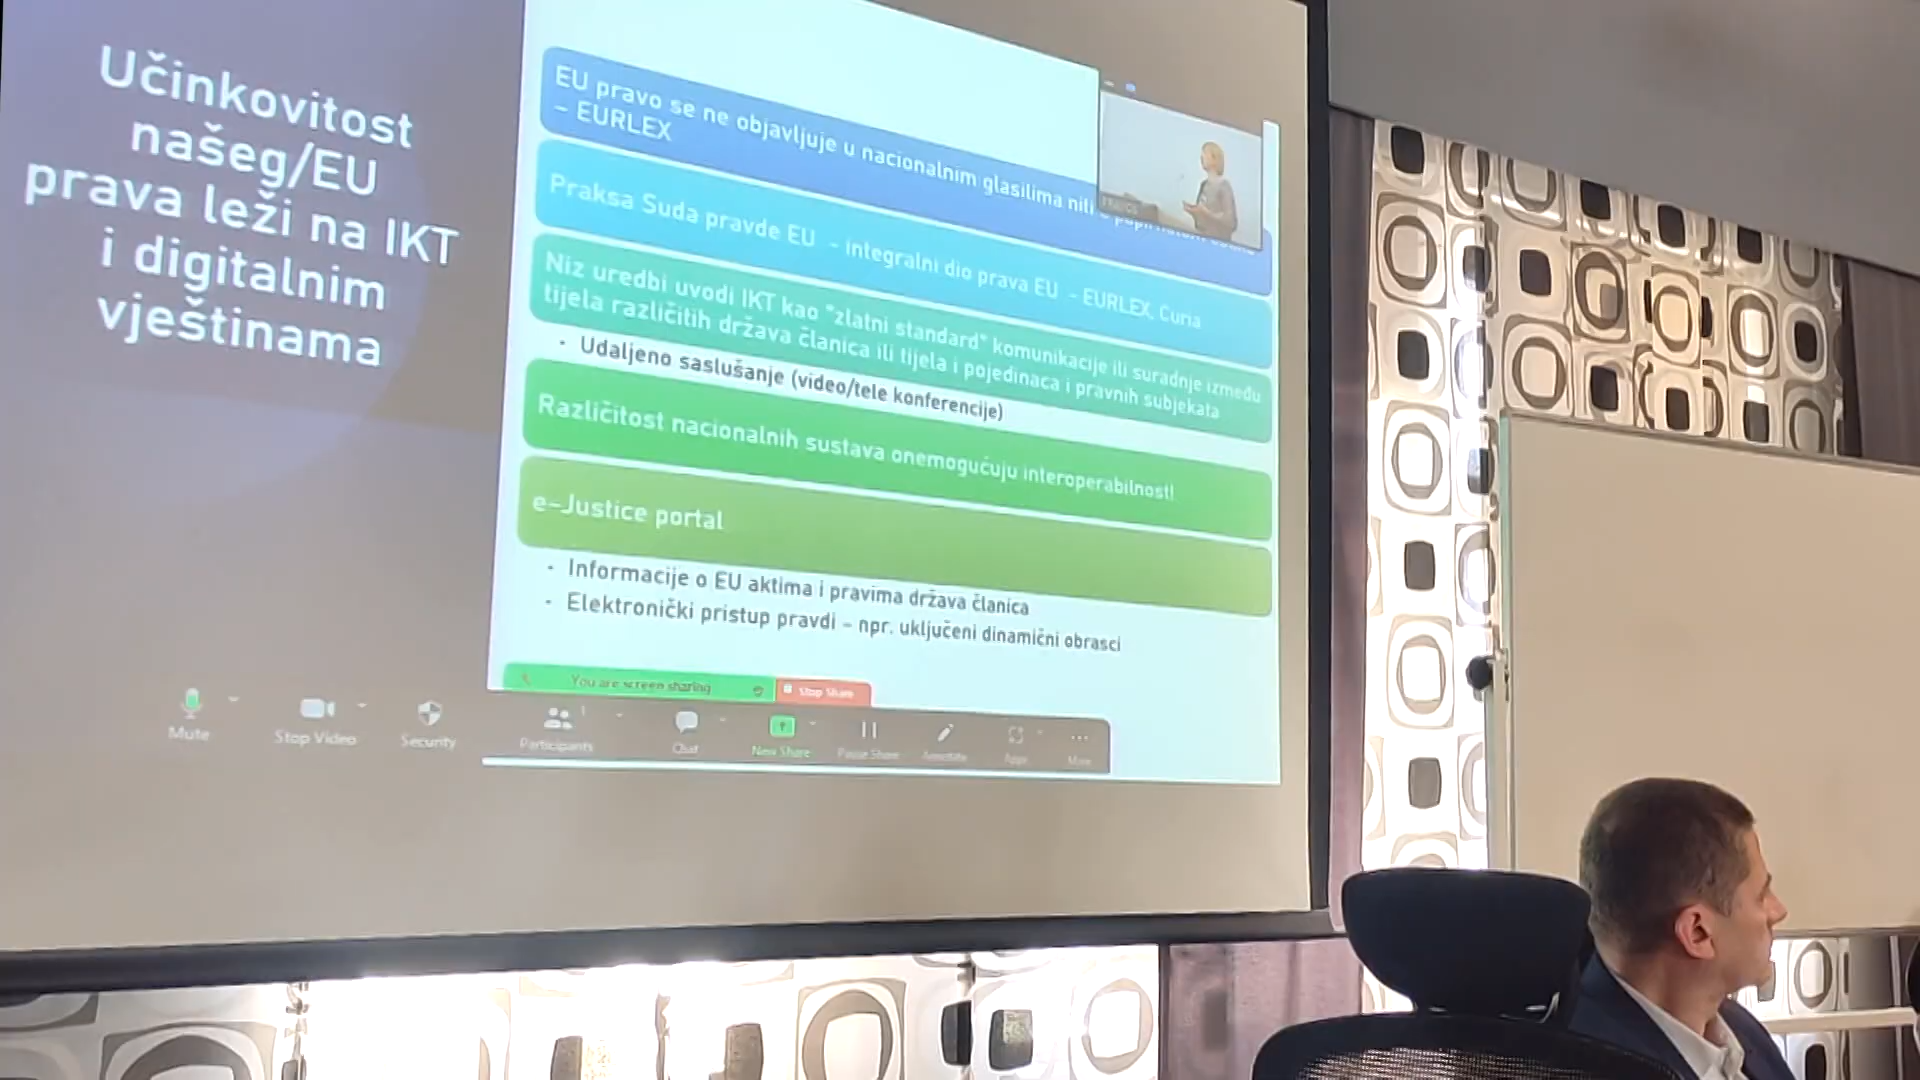 Učinkovitost
našeg/EU
prava leži na IKT
i digitalnim
vještinama
EU pravo se ne objavljuje u nacionalnim glasilima niti
– EURLEX
Praksa Suda pravde EU - integralni dio prava EU - EURLEX, Curia
Niz uredbi uvodi IKT kao "zlatni standard" komunikacije ili suradnje između
tijela različitih država članica ili tijela i pojedinaca i pravnih subjekata
- Udaljeno saslušanje (video/tele konferencije)
Različitost nacionalnih sustava onemogućuju interoperabilnost!
e-Justice portal
- Informacije o EU aktima i pravima država članica
- Elektronički pristup pravdi – npr. uključeni dinamični obrasci
You are screen sharing
Stop Share
Mute
Stop Video
Security
Participants
Chat
New Share
Pause Share
Annotate
Apps
More